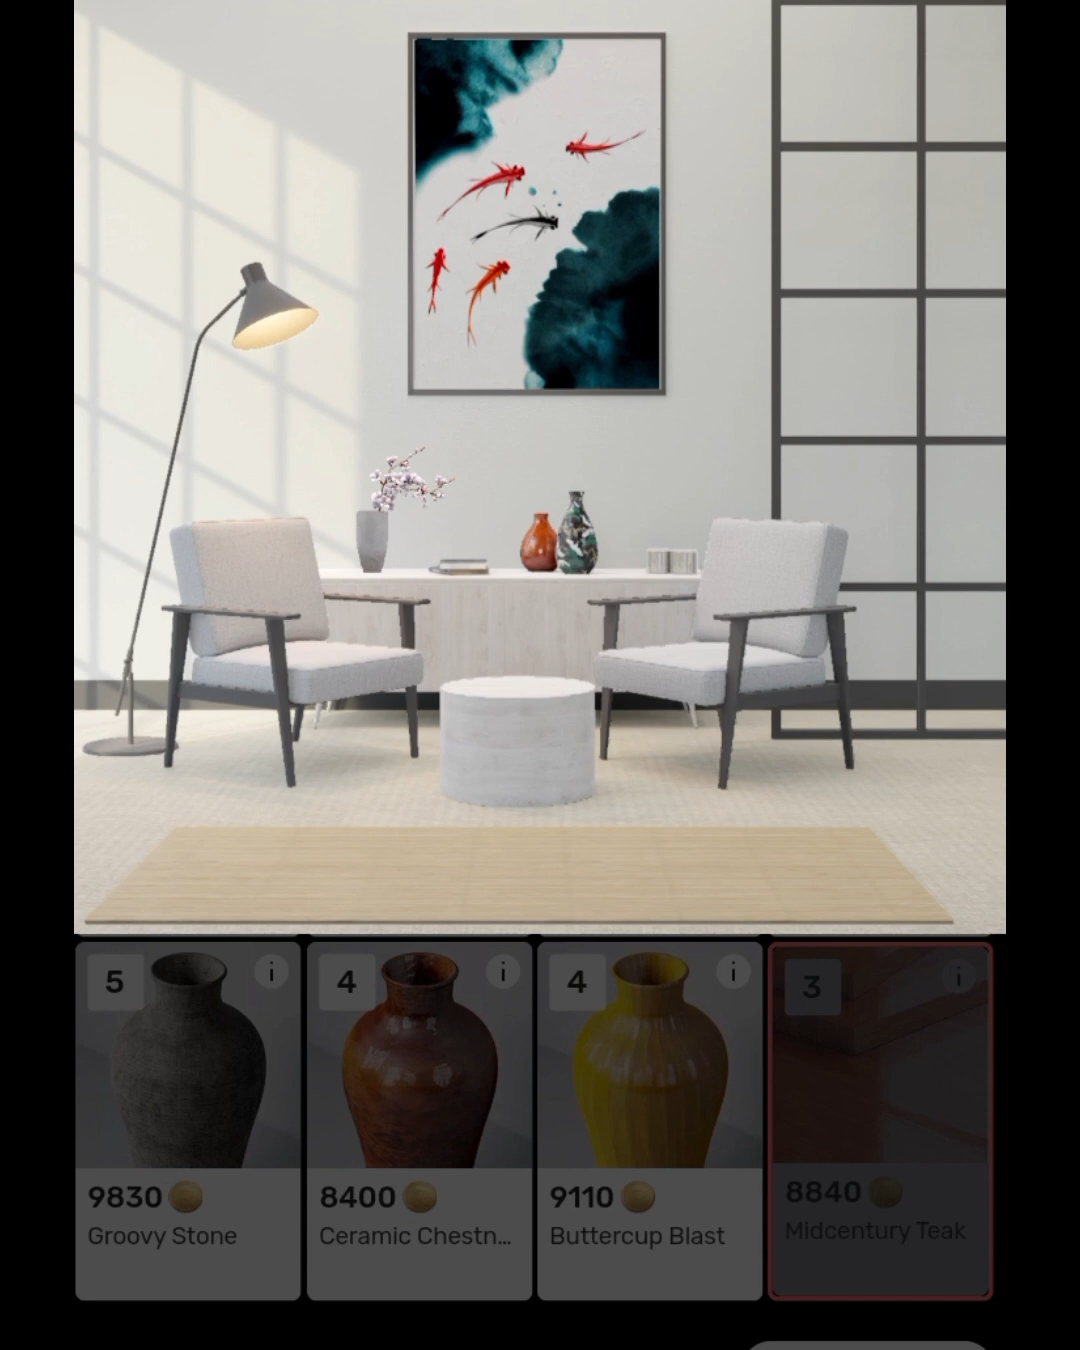 5
i
4
i
4
i
3
i
9830
8400
9110
8840
Groovy Stone
Ceramic Chestn...
Buttercup Blast
Midcentury Teak